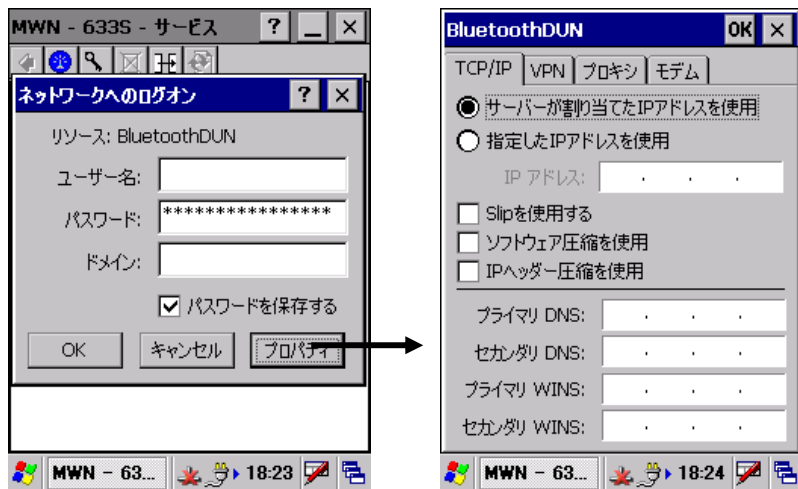 MWN - 633S - サービス ? _ ×
ネットワークへのログオン ? ×
リソース: BluetoothDUN
ユーザー名:
パスワード: ****************
ドメイン:
パスワードを保存する
OK キャンセル プロパティ
MWN - 63... 18:23
BluetoothDUN OK ×
TCP/IP VPN プロキシ モデム
サーバーが割り当てたIPアドレスを使用
指定したIPアドレスを使用
IP アドレス: . . .
Slipを使用する
ソフトウェア圧縮を使用
IPヘッダー圧縮を使用
プライマリ DNS: . . .
セカンダリ DNS: . . .
プライマリ WINS: . . .
セカンダリ WINS: . . .
MWN - 63... 18:24